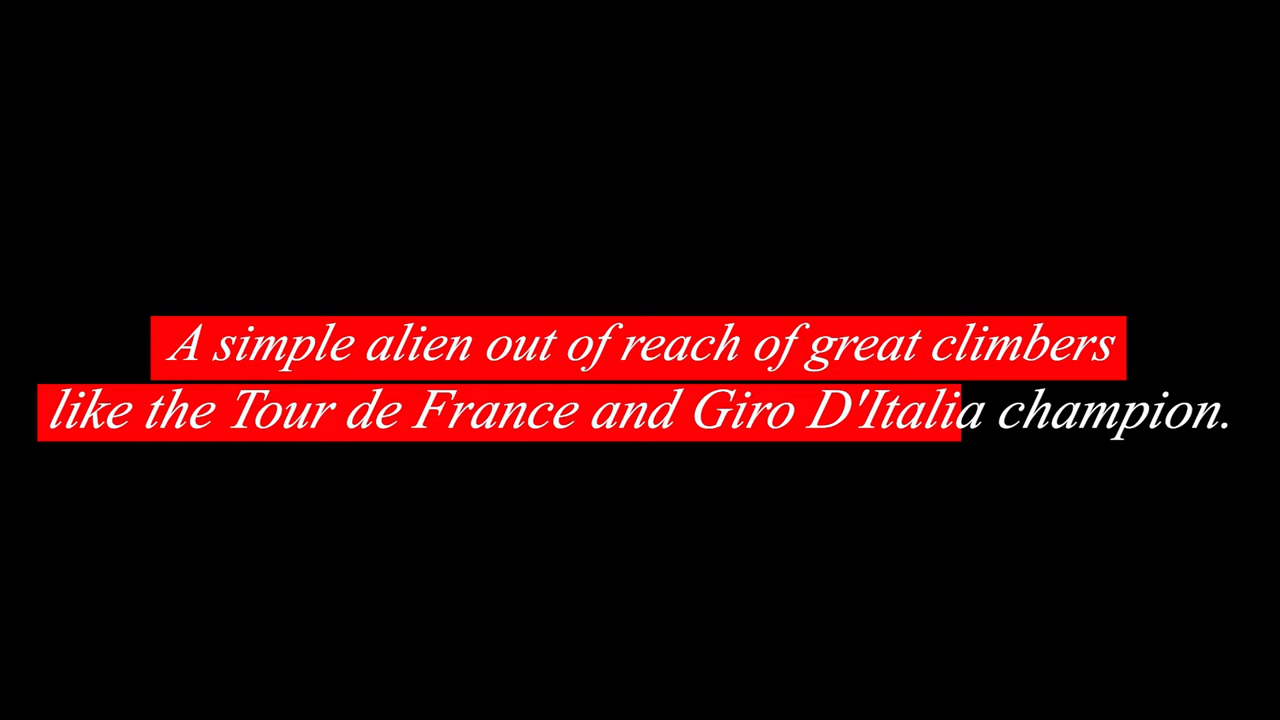 A simple alien out of reach of great climbers
like the Tour de France and Giro D'Italia champion.